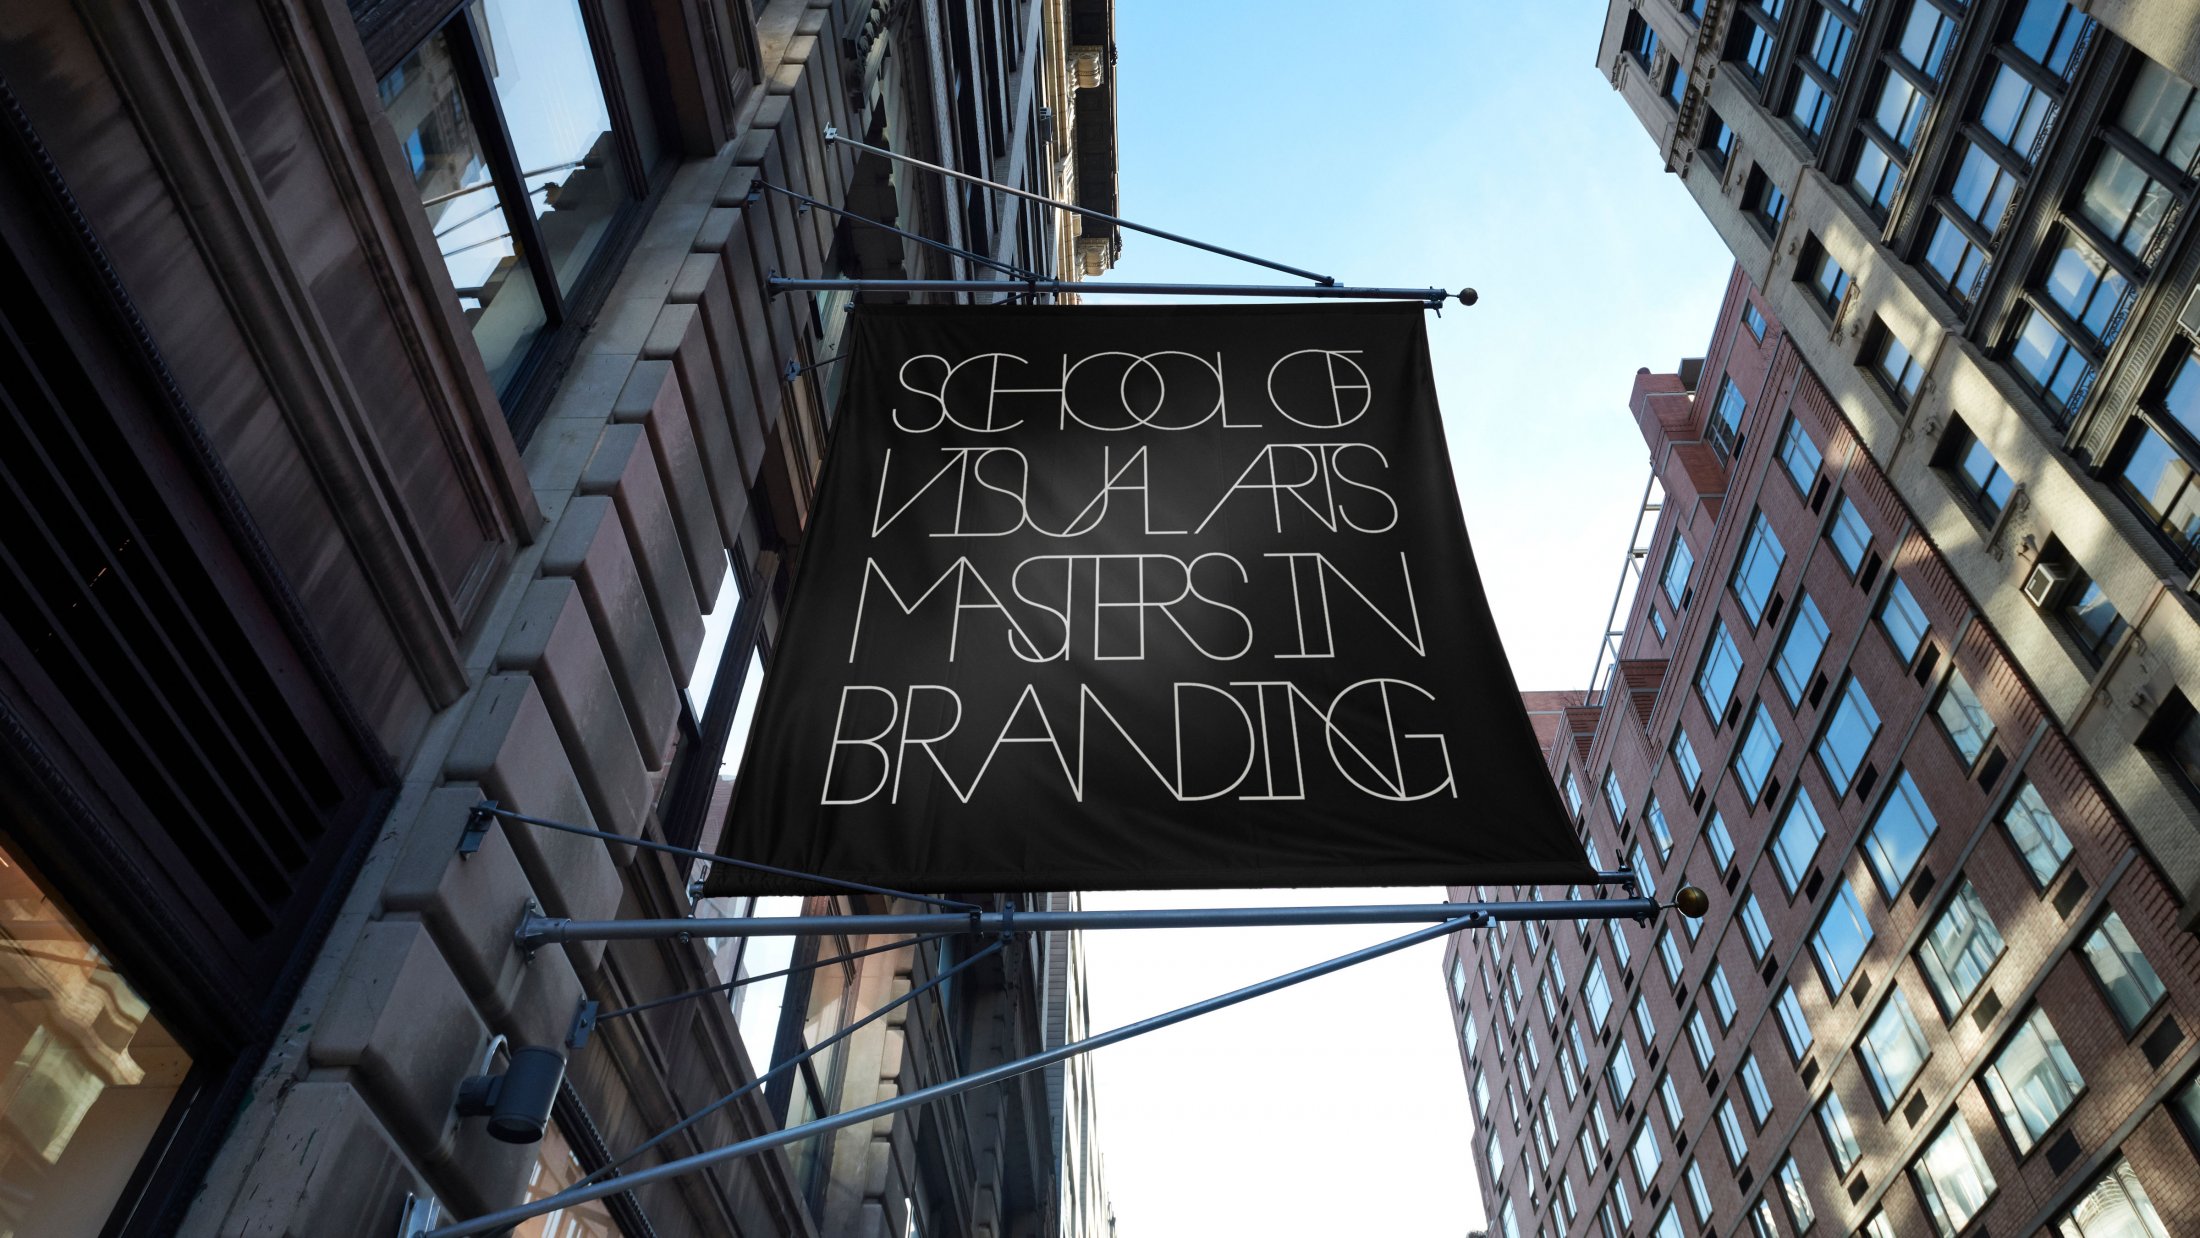 SCHOOL OF
VISUAL ARTS
MASTERS IN
BRANDING